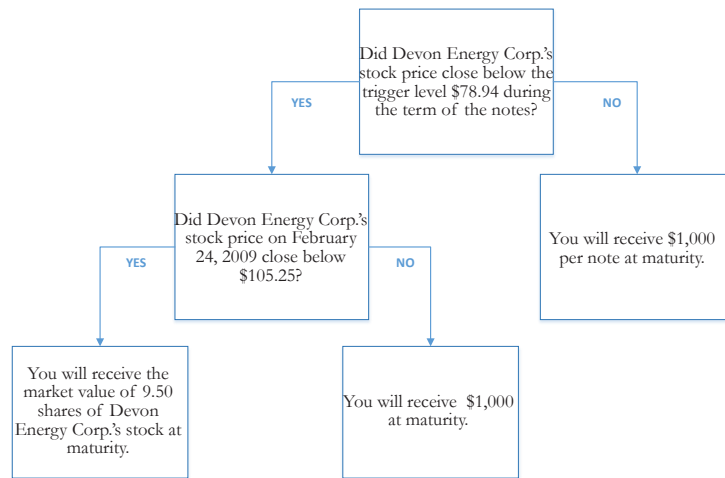 Did Devon Energy Corp.'s
stock price close below the
trigger level $78.94 during
the term of the notes?
YES
NO
Did Devon Energy Corp.'s
stock price on February
24, 2009 close below
$105.25?
You will receive $1,000
per note at maturity.
YES
NO
You will receive the
market value of 9.50
shares of Devon
Energy Corp.'s stock at
maturity.
You will receive $1,000
at maturity.